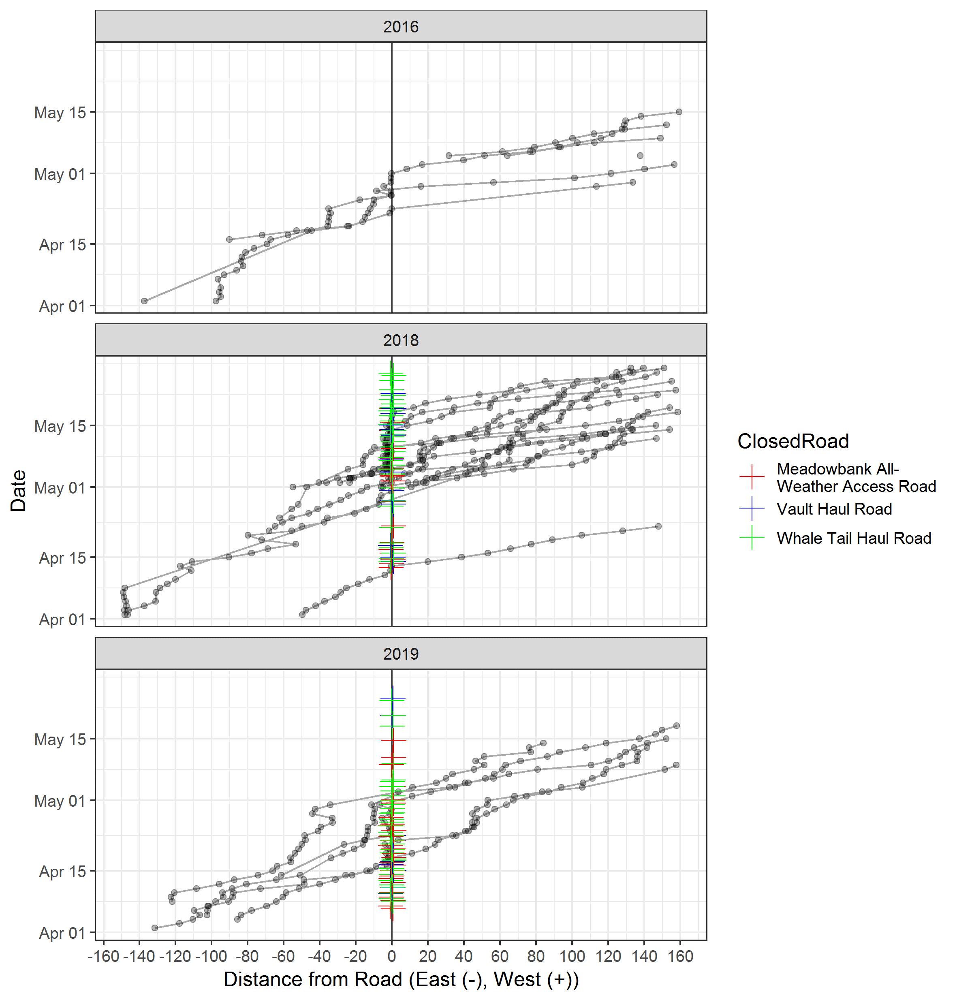 2016
May 15
May 01
Apr 15
Apr 01
2018
May 15
May 01
Apr 15
Apr 01
2019
May 15
May 01
Apr 15
Apr 01
-160 -140 -120 -100 -80 -60 -40 -20 0 20 40 60 80 100 120 140 160
Distance from Road (East (-), West (+))
Date
ClosedRoad
Meadowbank All-
Weather Access Road
Vault Haul Road
Whale Tail Haul Road